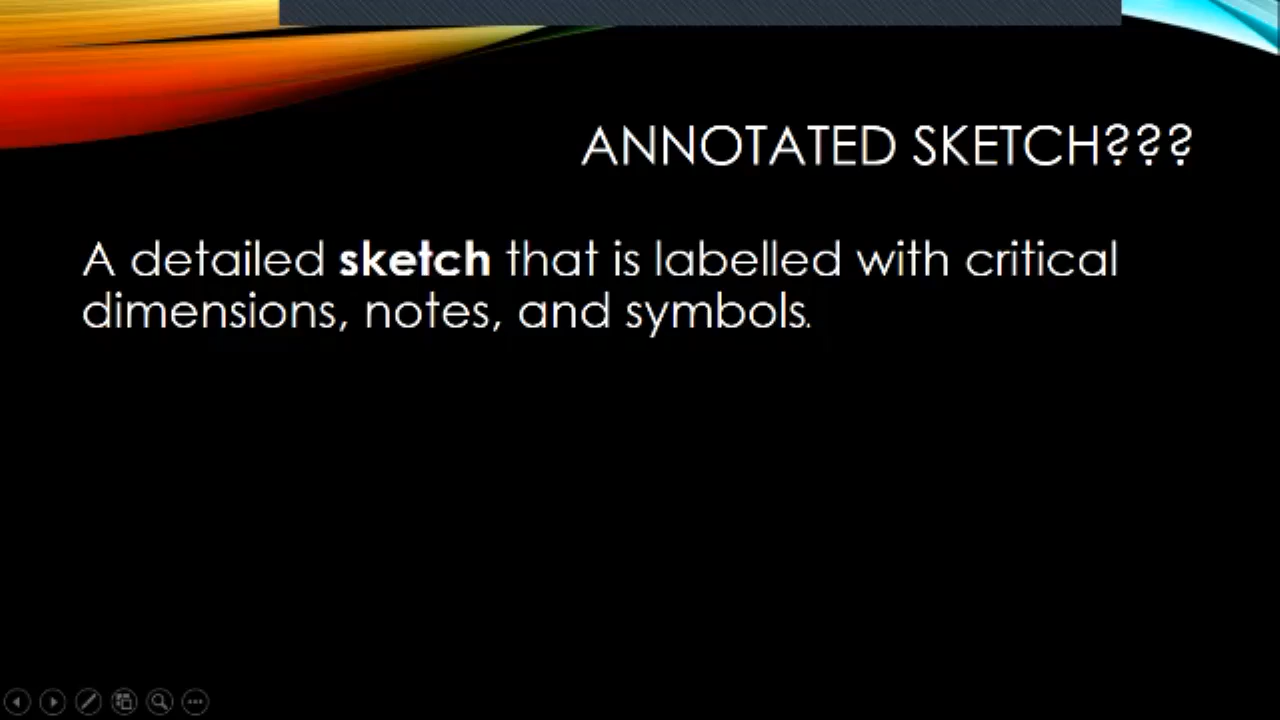 ANNOTATED SKETCH???
A detailed sketch that is labelled with critical
dimensions, notes, and symbols.